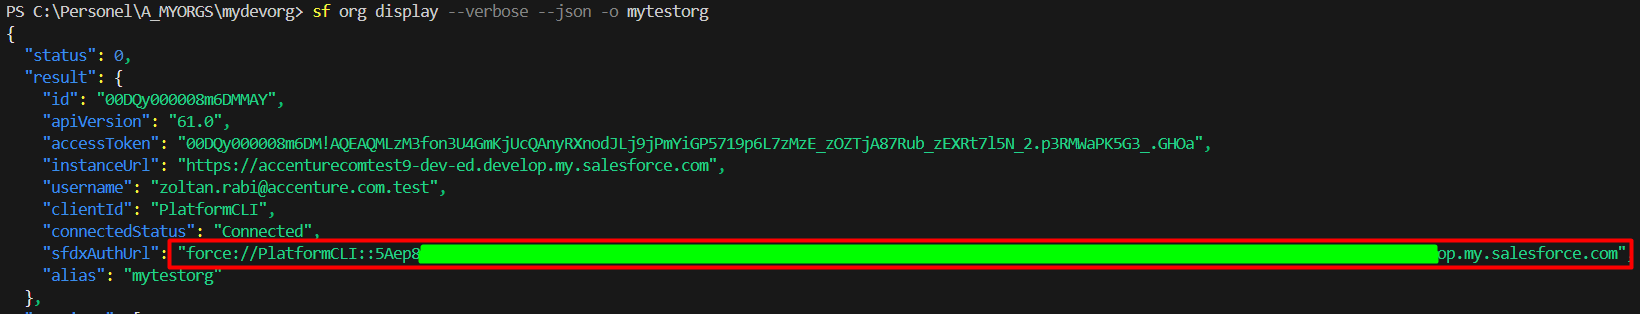 PS C:\Personel\A_MYORGS\mydevorg> sf org display --verbose --json -o mytestorg
{
  "status": 0,
  "result": {
    "id": "00DQy000008m6DMMAY",
    "apiVersion": "61.0",
    "accessToken": "00DQy000008m6DM!AQEAQMLzM3fon3U4GmKjUcQAnyRXnodJLj9jPmYiGP5719p6L7zMzE_zOZTjA87Rub_zEXRt7l5N_2.p3RMWaPK5G3_.GHOa",
    "instanceUrl": "https://accenturecomtest9-dev-ed.develop.my.salesforce.com",
    "username": "zoltan.rabi@accenture.com.test",
    "clientId": "PlatformCLI",
    "connectedStatus": "Connected",
    "sfdxAuthUrl": "force://PlatformCLI::5Aep8 op.my.salesforce.com",
    "alias": "mytestorg"
  },